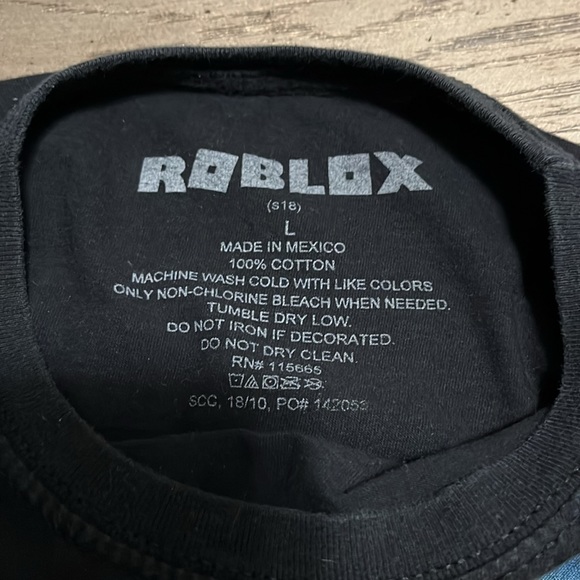 ROBLOX
(S18)
L
MADE IN MEXICO
100% COTTON
MACHINE WASH COLD WITH LIKE COLORS
ONLY NON-CHLORINE BLEACH WHEN NEEDED.
TUMBLE DRY LOW.
DO NOT IRON IF DECORATED.
DO NOT DRY CLEAN.
RN# 115665
SCC, 18/10, PO# 142053